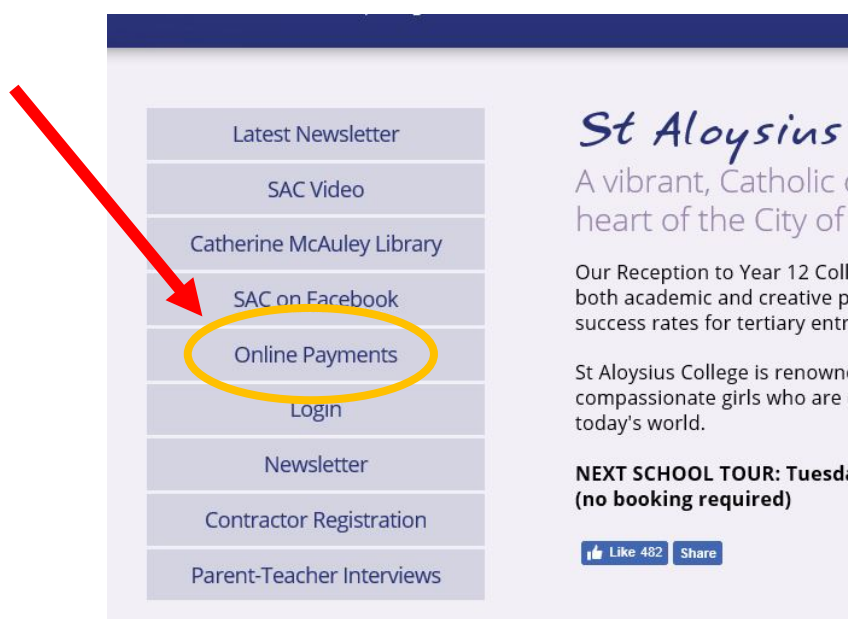 Latest Newsletter
SAC Video
Catherine McAuley Library
SAC on Facebook
Online Payments
Login
Newsletter
Contractor Registration
Parent-Teacher Interviews
St Aloysius
A vibrant, Catholic
heart of the City of
Our Reception to Year 12 Coll
both academic and creative p
success rates for tertiary entr
St Aloysius College is renown
compassionate girls who are
today's world.
NEXT SCHOOL TOUR: Tuesda
(no booking required)
Like 482 Share